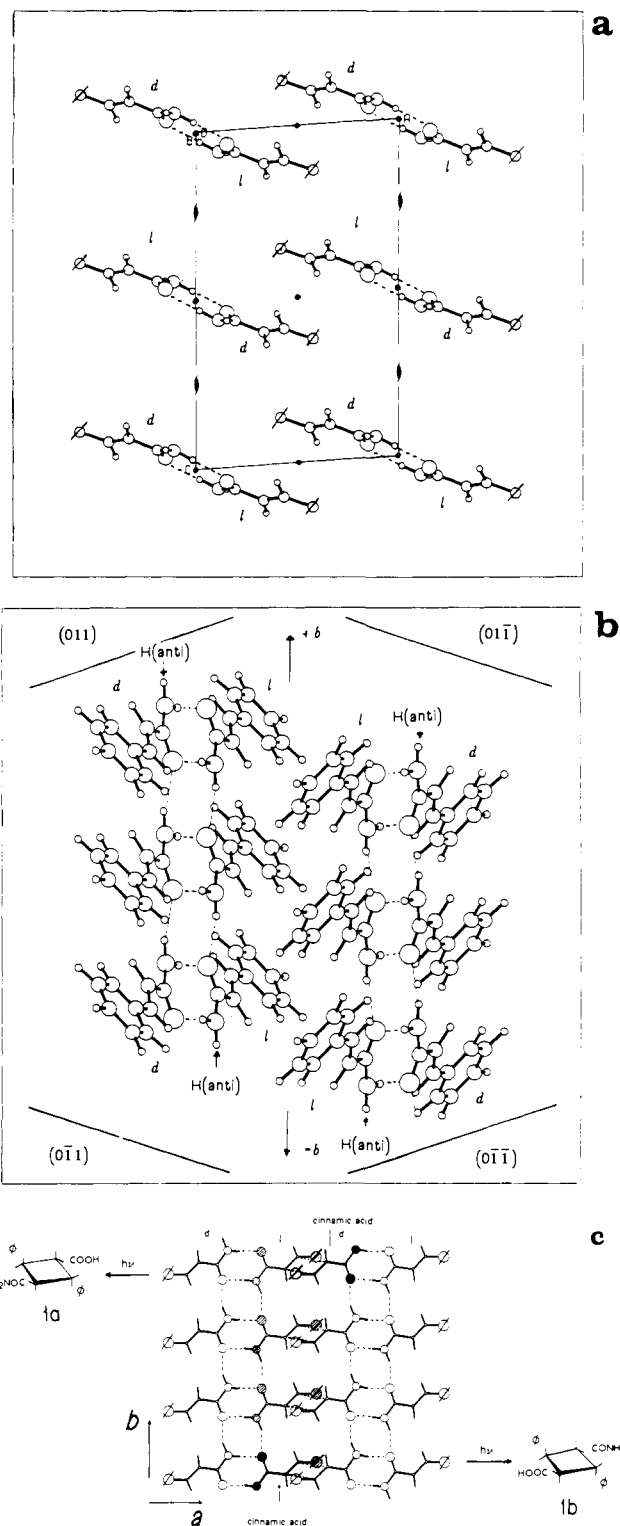 a
d
d
A
l
l
l
d
d
d
d
C
l
l
b
(011)
+b
(01̄1̄)
H(anti)
H(anti)
d
l
l
d
d
l
l
d
H(anti)
H(anti)
(01̄1)
-b
(01̄1̄)
c
cinnamic acid
d
l
d
l
Ø
COOH
hν
2NOC
Ø
1a
b
a
hν
Ø
CONH
HOOC
Ø
1b
cinnamic acid